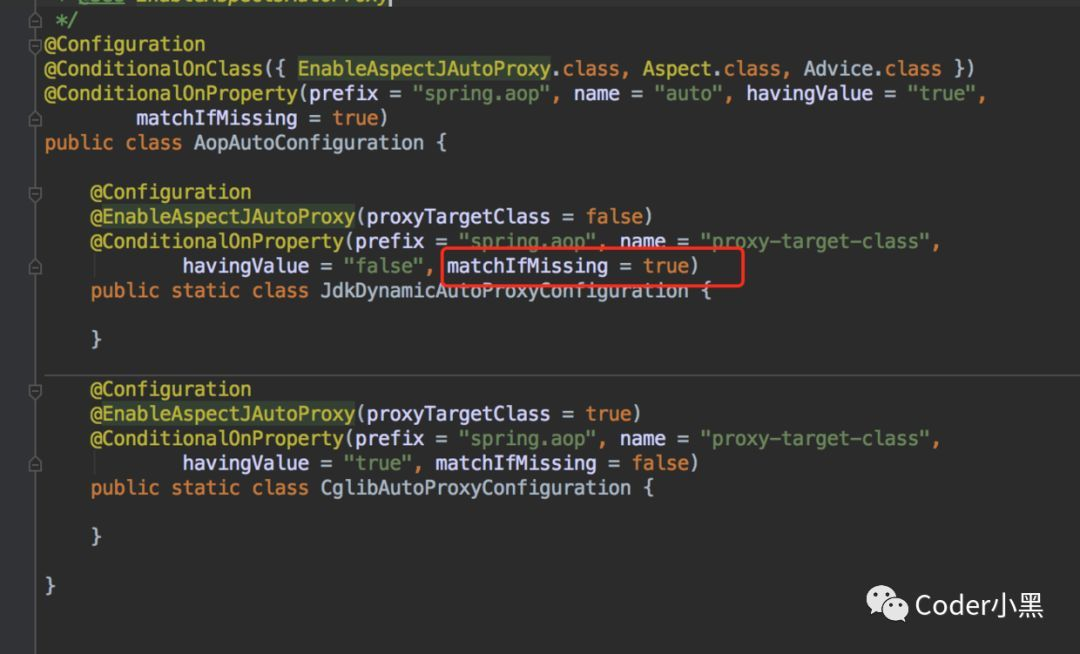 * @see EnableAspectJAutoProxy
*/
@Configuration
@ConditionalOnClass({ EnableAspectJAutoProxy.class, Aspect.class, Advice.class })
@ConditionalOnProperty(prefix = "spring.aop", name = "auto", havingValue = "true",
matchIfMissing = true)
public class AopAutoConfiguration {
@Configuration
@EnableAspectJAutoProxy(proxyTargetClass = false)
@ConditionalOnProperty(prefix = "spring.aop", name = "proxy-target-class",
havingValue = "false", matchIfMissing = true)
public static class JdkDynamicAutoProxyConfiguration {
}
@Configuration
@EnableAspectJAutoProxy(proxyTargetClass = true)
@ConditionalOnProperty(prefix = "spring.aop", name = "proxy-target-class",
havingValue = "true", matchIfMissing = false)
public static class CglibAutoProxyConfiguration {
}
}
Coder小黑